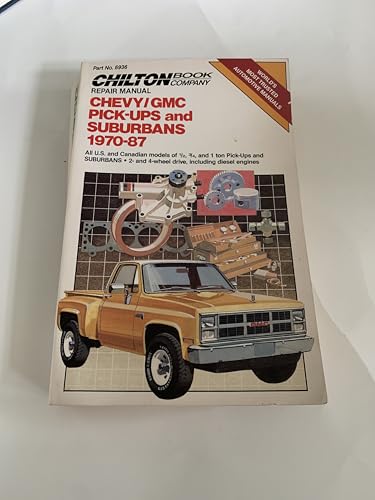 Part No. 6936
CHILTON BOOK COMPANY
REPAIR MANUAL
WORLD'S
MOST TRUSTED
AUTOMOTIVE MANUALS
CHEVY/GMC
PICK-UPS and
SUBURBANS
1970-87
All U.S. and Canadian models of 1/2, 3/4, and 1 ton Pick-Ups and
SUBURBANS • 2- and 4-wheel drive, including diesel engines
GMC